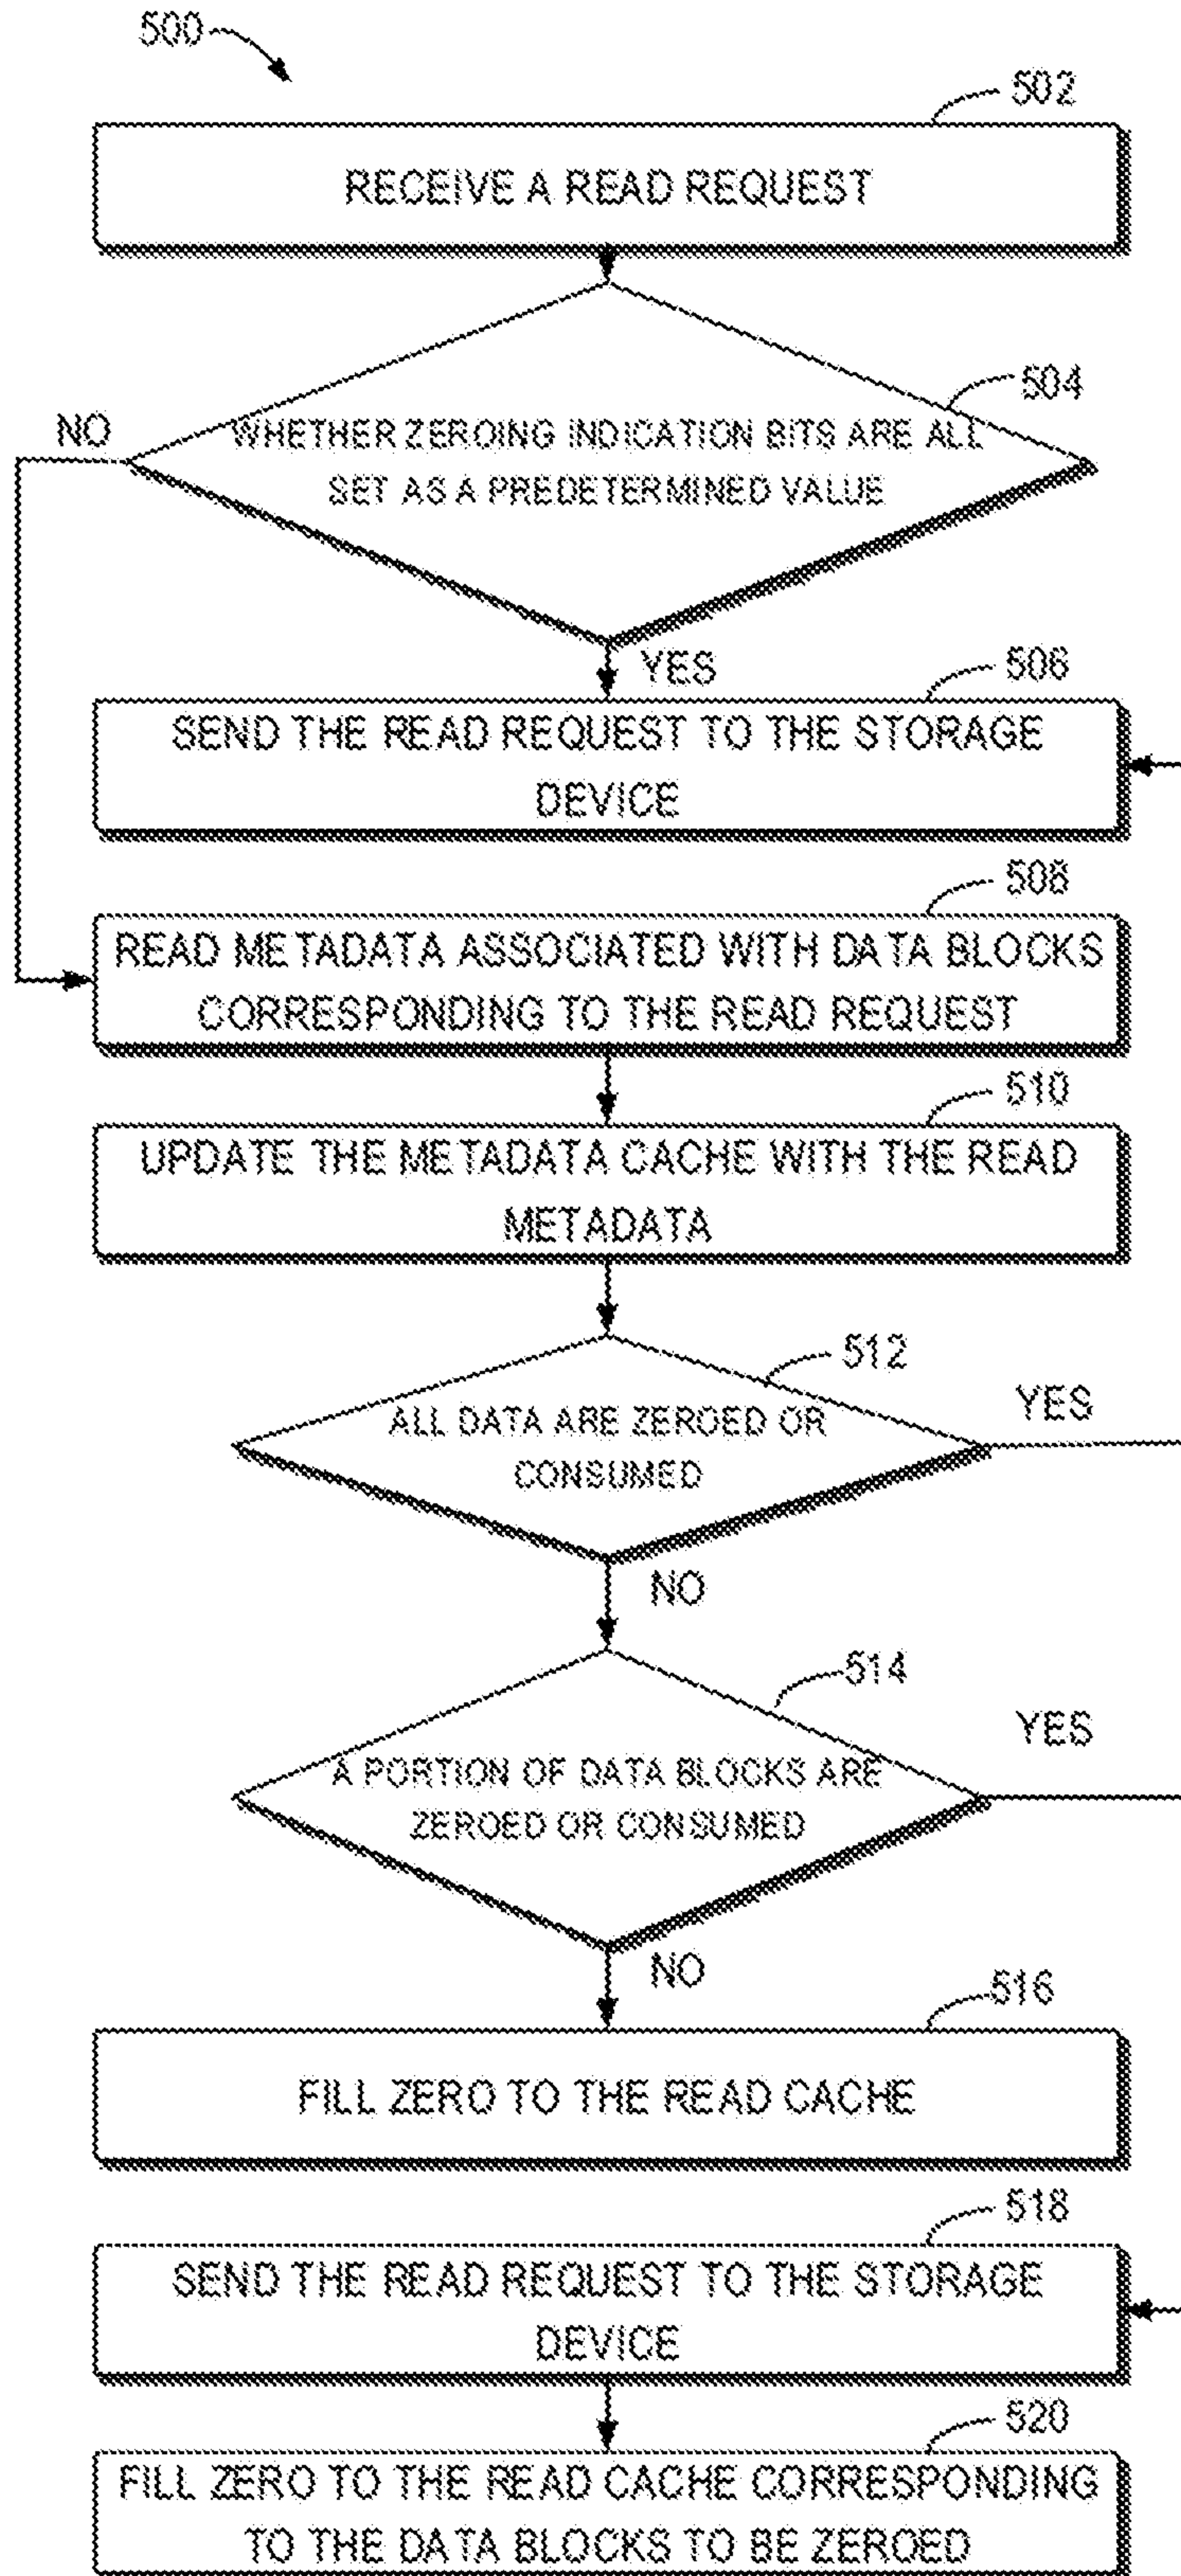 500
502
RECEIVE A READ REQUEST
504
NO
WHETHER ZEROING INDICATION BITS ARE ALL
SET AS A PREDETERMINED VALUE
YES
506
SEND THE READ REQUEST TO THE STORAGE
DEVICE
508
READ METADATA ASSOCIATED WITH DATA BLOCKS
CORRESPONDING TO THE READ REQUEST
510
UPDATE THE METADATA CACHE WITH THE READ
METADATA
512
YES
ALL DATA ARE ZEROED OR
CONSUMED
NO
514
YES
A PORTION OF DATA BLOCKS ARE
ZEROED OR CONSUMED
NO
516
FILL ZERO TO THE READ CACHE
518
SEND THE READ REQUEST TO THE STORAGE
DEVICE
520
FILL ZERO TO THE READ CACHE CORRESPONDING
TO THE DATA BLOCKS TO BE ZEROED